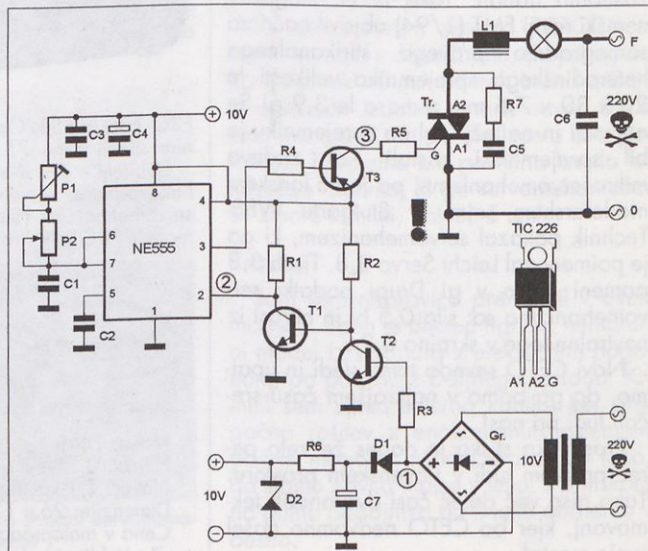 L1
F
10V
C3
C4
Tr.
A2
R7
C6
220V
3
R5
G
A1
C5
P1
R4
T3
8
4
TIC 226
NE555
P2
6
7
3
R1
R2
C1
5
2
2
T1
C2
T2
A1 A2 G
R3
R6
D1
Gr.
10V
220V
10V
D2
C7
1